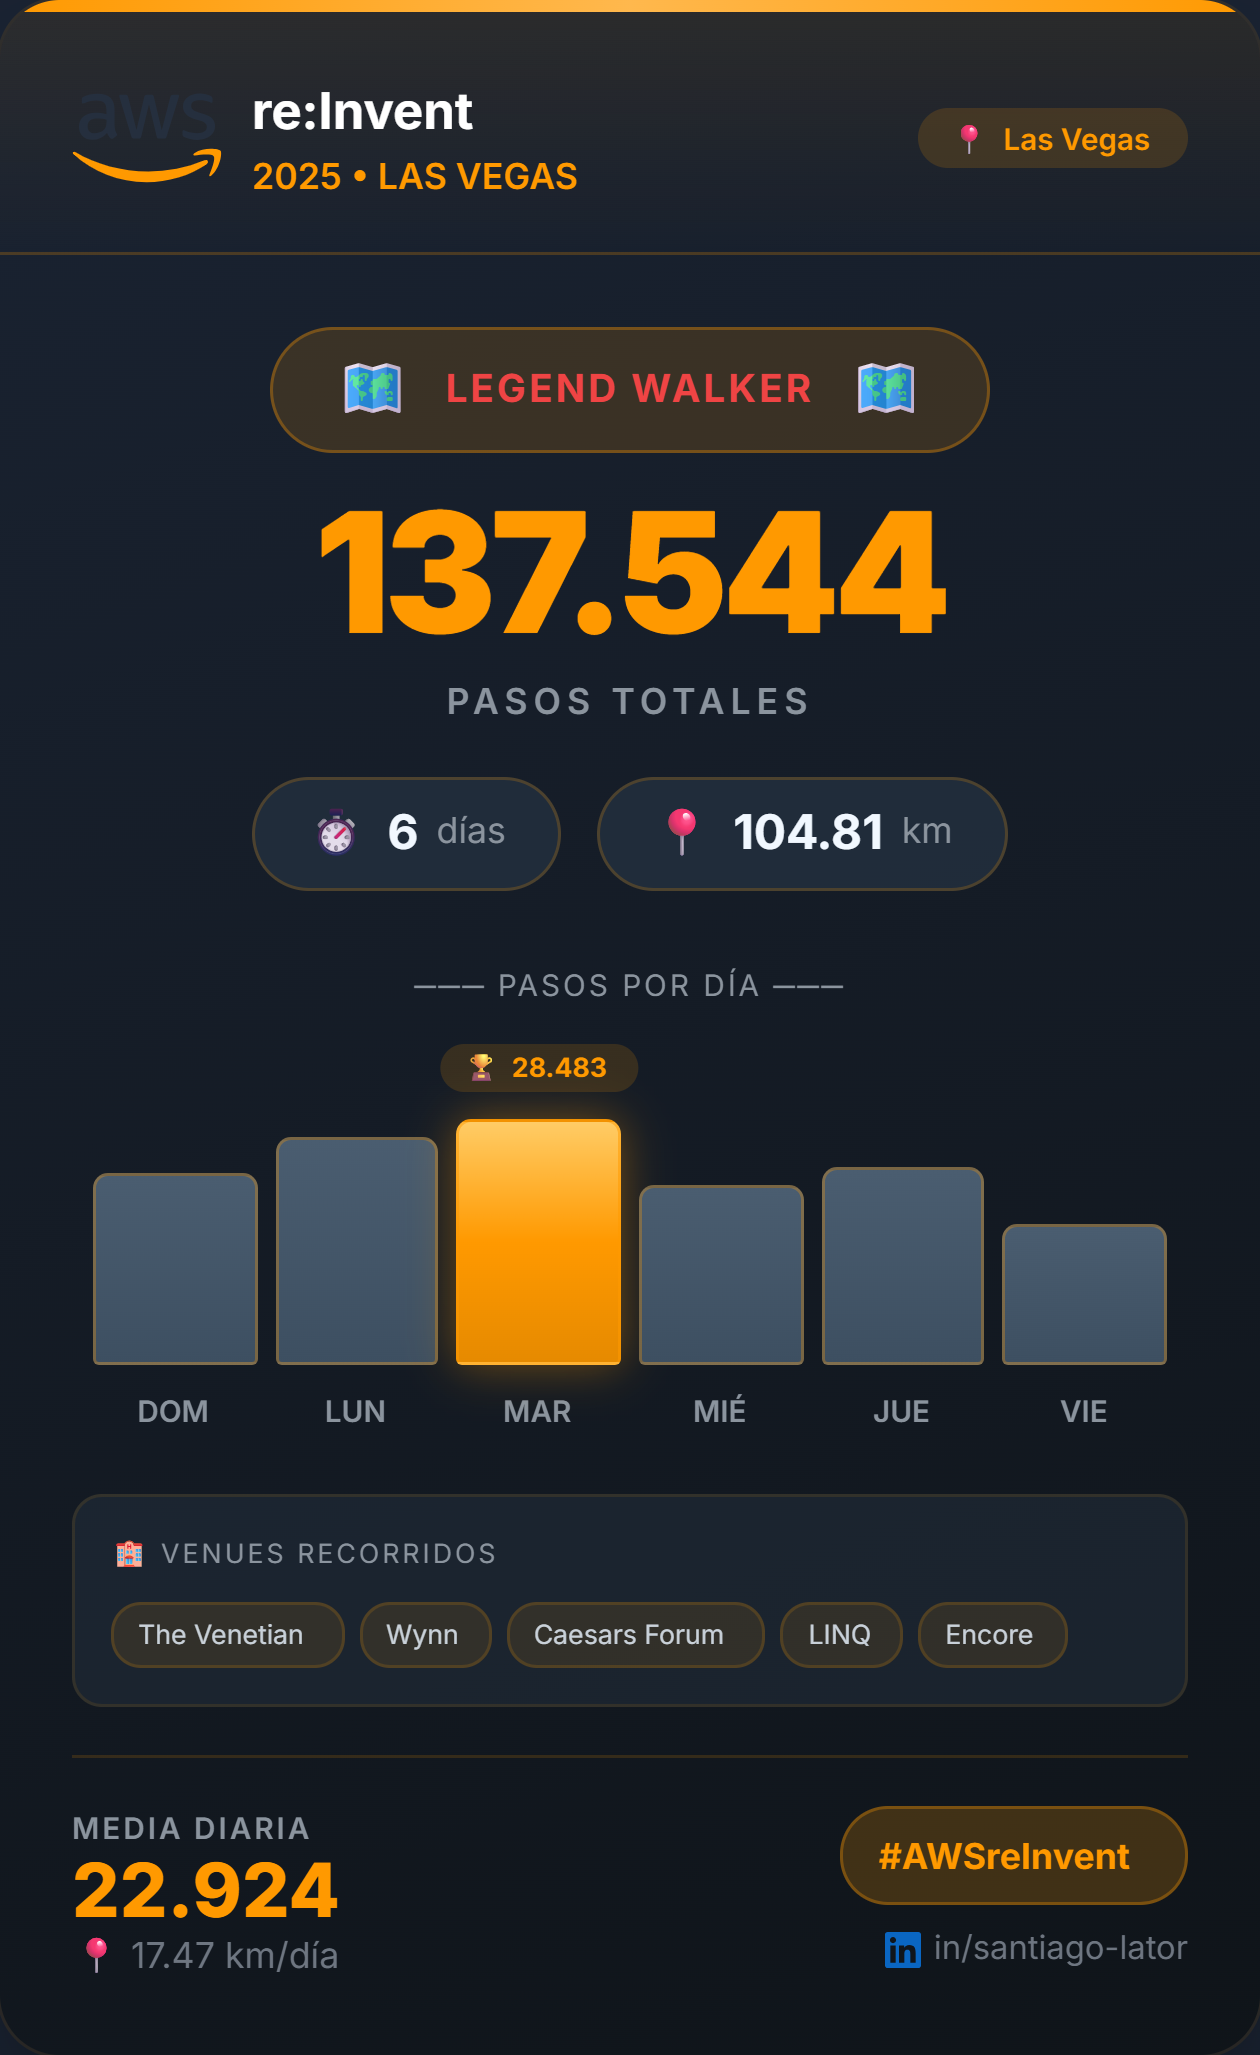 aws
re:Invent
2025 • LAS VEGAS
Las Vegas
LEGEND WALKER
137.544
PASOS TOTALES
6 días
104.81 km
─── PASOS POR DÍA ───
28.483
DOM LUN MAR MIÉ JUE VIE
VENUES RECORRIDOS
The Venetian Wynn Caesars Forum LINQ Encore
MEDIA DIARIA
22.924
17.47 km/día
#AWSreInvent
in in/santiago-lator